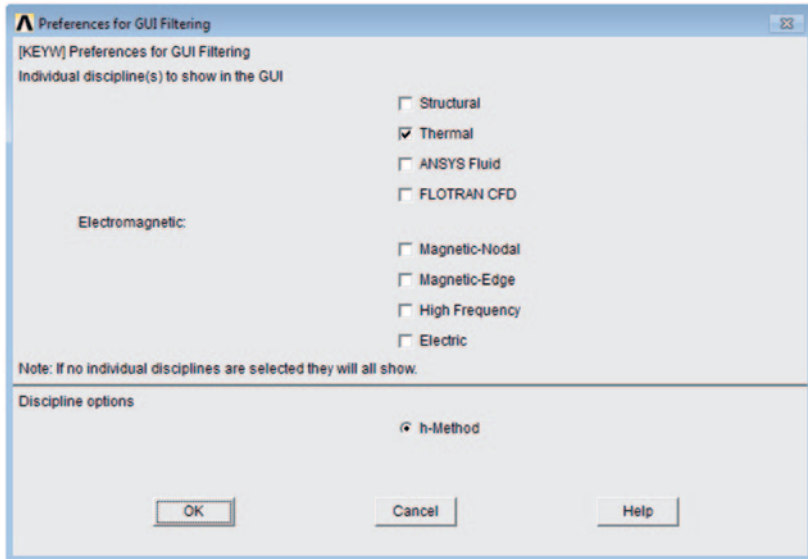 Preferences for GUI Filtering
[KEYW] Preferences for GUI Filtering
Individual discipline(s) to show in the GUI
Structural
Thermal
ANSYS Fluid
FLOTRAN CFD
Electromagnetic:
Magnetic-Nodal
Magnetic-Edge
High Frequency
Electric
Note: If no individual disciplines are selected they will all show.
Discipline options
h-Method
OK Cancel Help